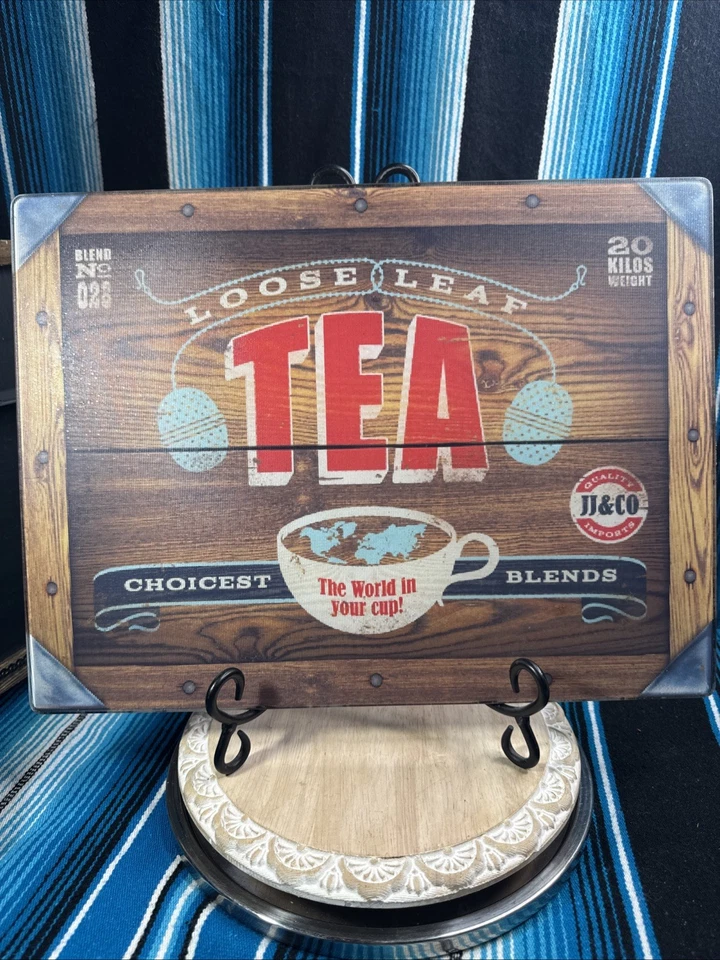 BLEND
No
028
20
KILOS
WEIGHT
LOOSE LEAF
TEA
QUALITY
JJ&CO
IMPORTS
CHOICEST BLENDS
The World in
your cup!